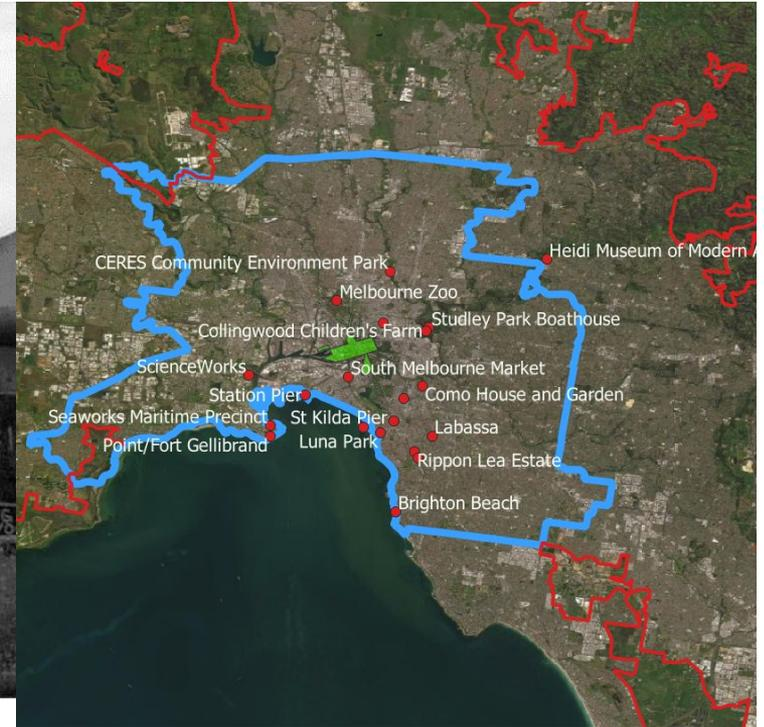 Heidi Museum of Modern A
CERES Community Environment Park
Melbourne Zoo
Studley Park Boathouse
Collingwood Children's Farm
ScienceWorks
South Melbourne Market
Station Pier
Como House and Garden
Seaworks Maritime Precinct
St Kilda Pier
Labassa
Point/Fort Gellibrand
Luna Park
Rippon Lea Estate
Brighton Beach